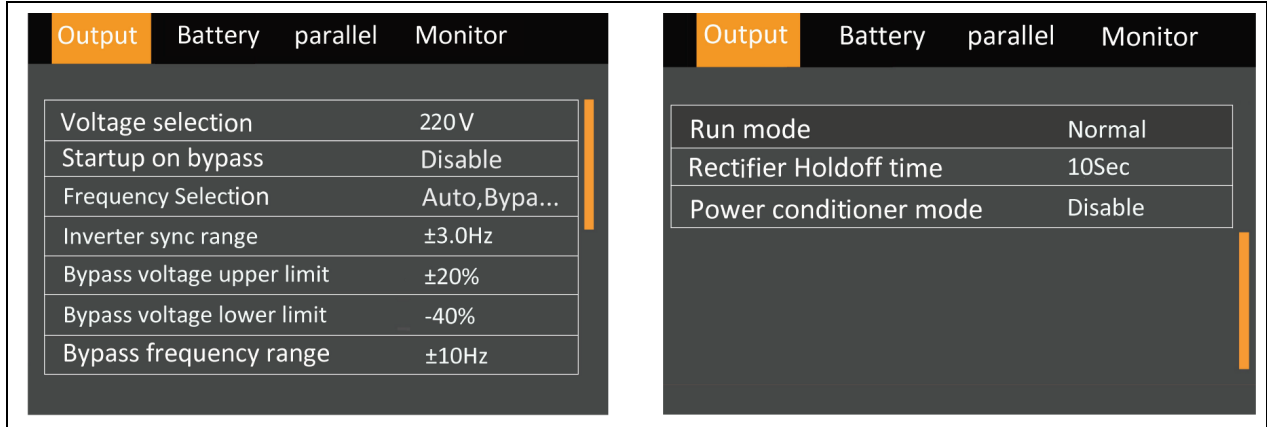 Output Battery parallel Monitor
Voltage selection 220V
Startup on bypass Disable
Frequency Selection Auto,Bypa...
Inverter sync range ±3.0Hz
Bypass voltage upper limit ±20%
Bypass voltage lower limit -40%
Bypass frequency range ±10Hz
Output Battery parallel Monitor
Run mode Normal
Rectifier Holdoff time 10Sec
Power conditioner mode Disable